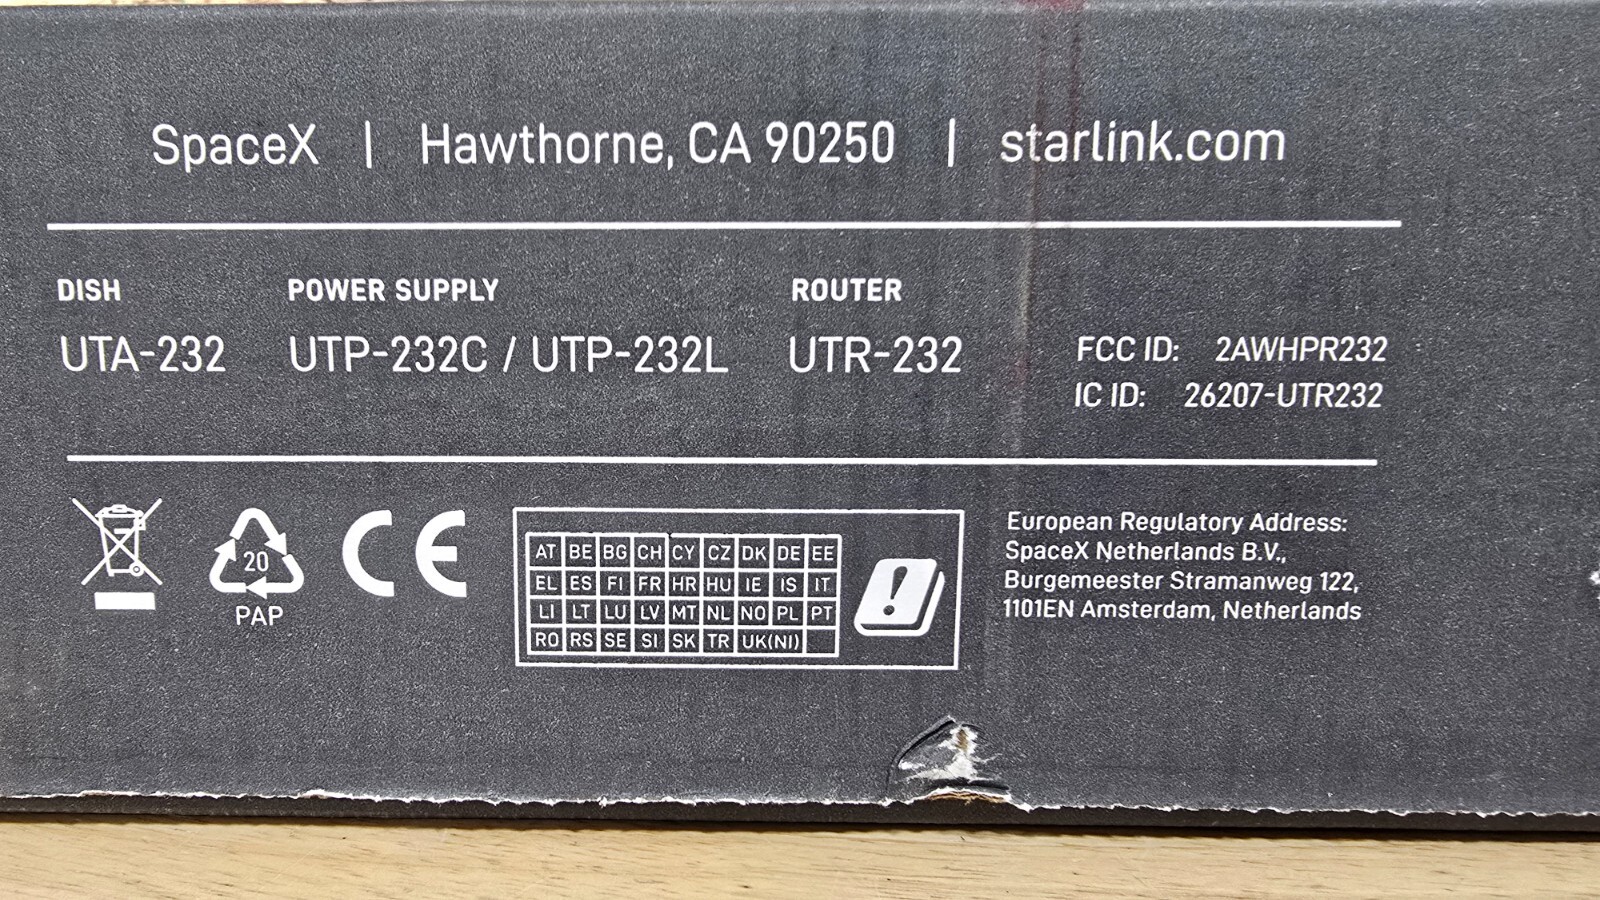 SpaceX | Hawthorne, CA 90250 | starlink.com
DISH POWER SUPPLY ROUTER
UTA-232 UTP-232C / UTP-232L UTR-232
FCC ID: 2AWHPR232
IC ID: 26207-UTR232
20
PAP
CE
AT BE BG CH CY CZ DK DE EE
EL ES FI FR HR HU IE IS IT
LI LT LU LV MT NL NO PL PT
RO RS SE SI SK TR UK(NI)
!
European Regulatory Address:
SpaceX Netherlands B.V.,
Burgemeester Stramanweg 122,
1101EN Amsterdam, Netherlands